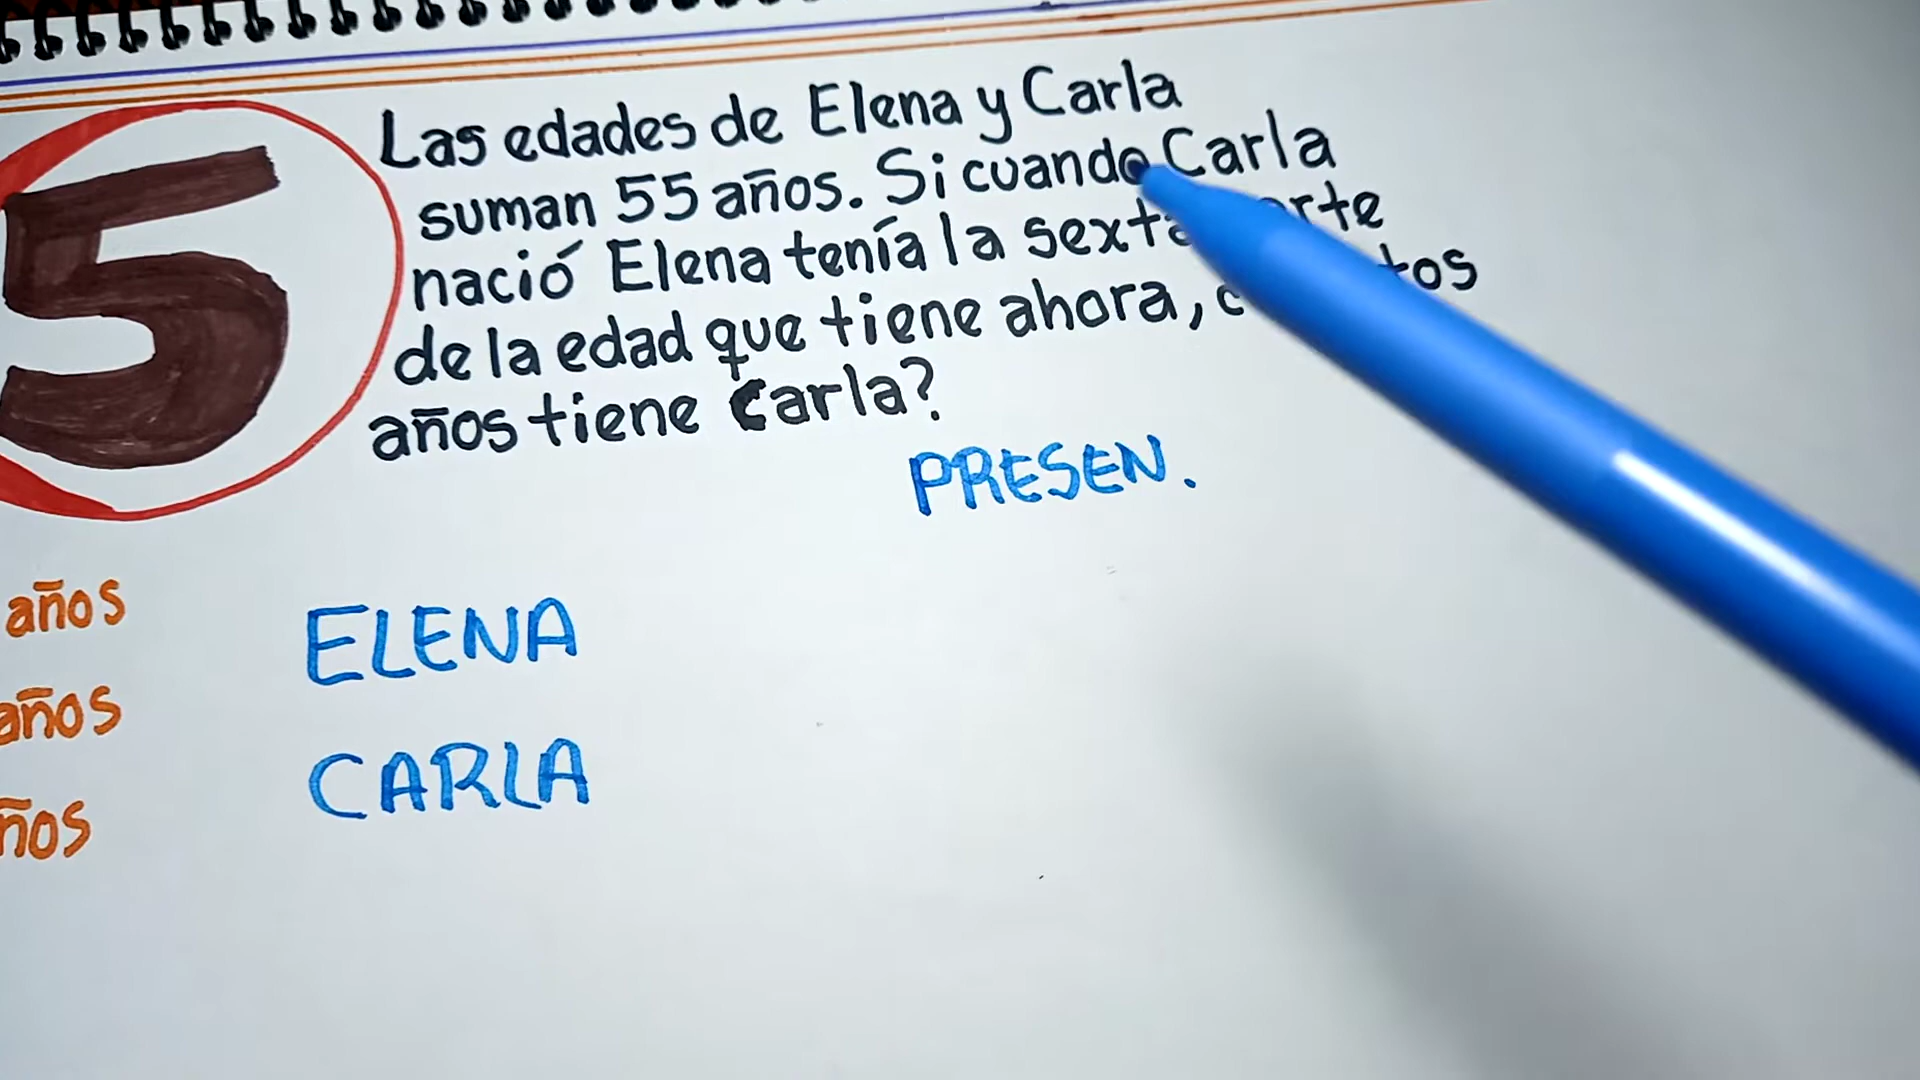 5
Las edades de Elena y Carla
suman 55 años. Si cuando Carla
nació Elena tenía la sexta
de la edad que tiene ahora,
años tiene Carla?
PRESEN.
años
ELENA
años
CARLA